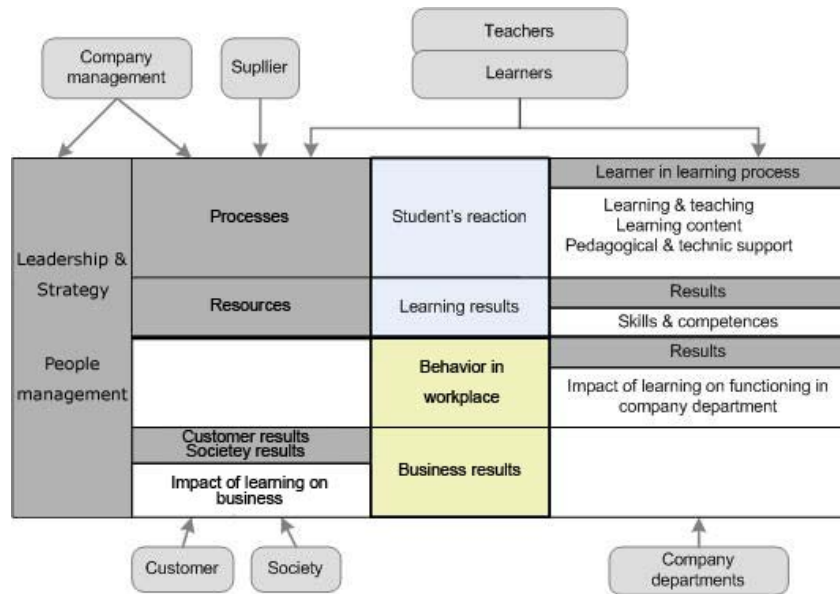 Teachers
Company
management
Supllier
Learners
Learner in learning process
Processes
Student's reaction
Learning & teaching
Learning content
Pedagogical & technic support
Leadership &
Strategy
Resources
Learning results
Results
Skills & competences
People
management
Behavior in
workplace
Results
Impact of learning on functioning in
company department
Customer results
Societey results
Impact of learning on
business
Business results
Customer
Society
Company
departments